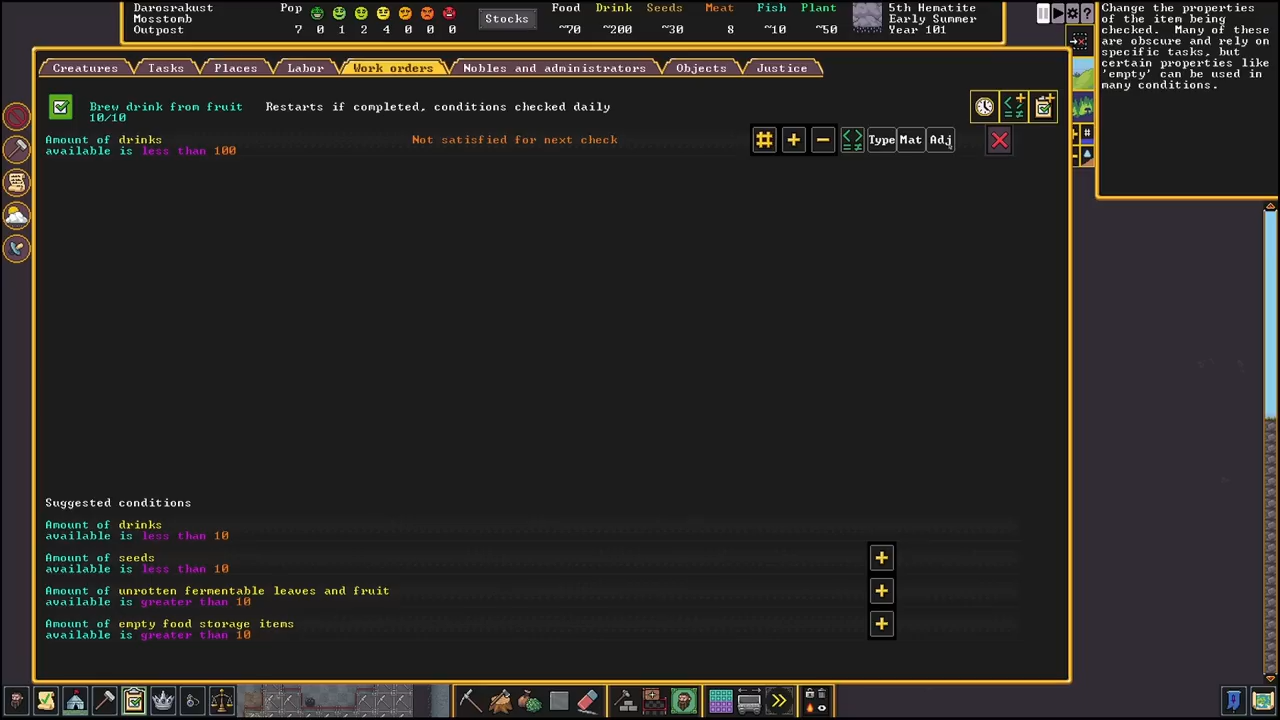 Darosrakust
Mosstomb
Outpost
Pop
7 0 1 2 4 0 0 0
Stocks
Food Drink Seeds Meat Fish Plant
~70 ~200 ~30 8 ~10 ~50
5th Hematite
Early Summer
Year 101
Change the properties
of the item being
checked. Many of these
are obscure and rely on
specific tasks, but
certain properties like
'empty' can be used in
many conditions.
Creatures Tasks Places Labor Work orders Nobles and administrators Objects Justice
Brew drink from fruit Restarts if completed, conditions checked daily
10/10
Amount of drinks Not satisfied for next check
available is less than 100
Type Mat Adj
Suggested conditions
Amount of drinks
available is less than 10
Amount of seeds
available is less than 10
Amount of unrotten fermentable leaves and fruit
available is greater than 10
Amount of empty food storage items
available is greater than 10